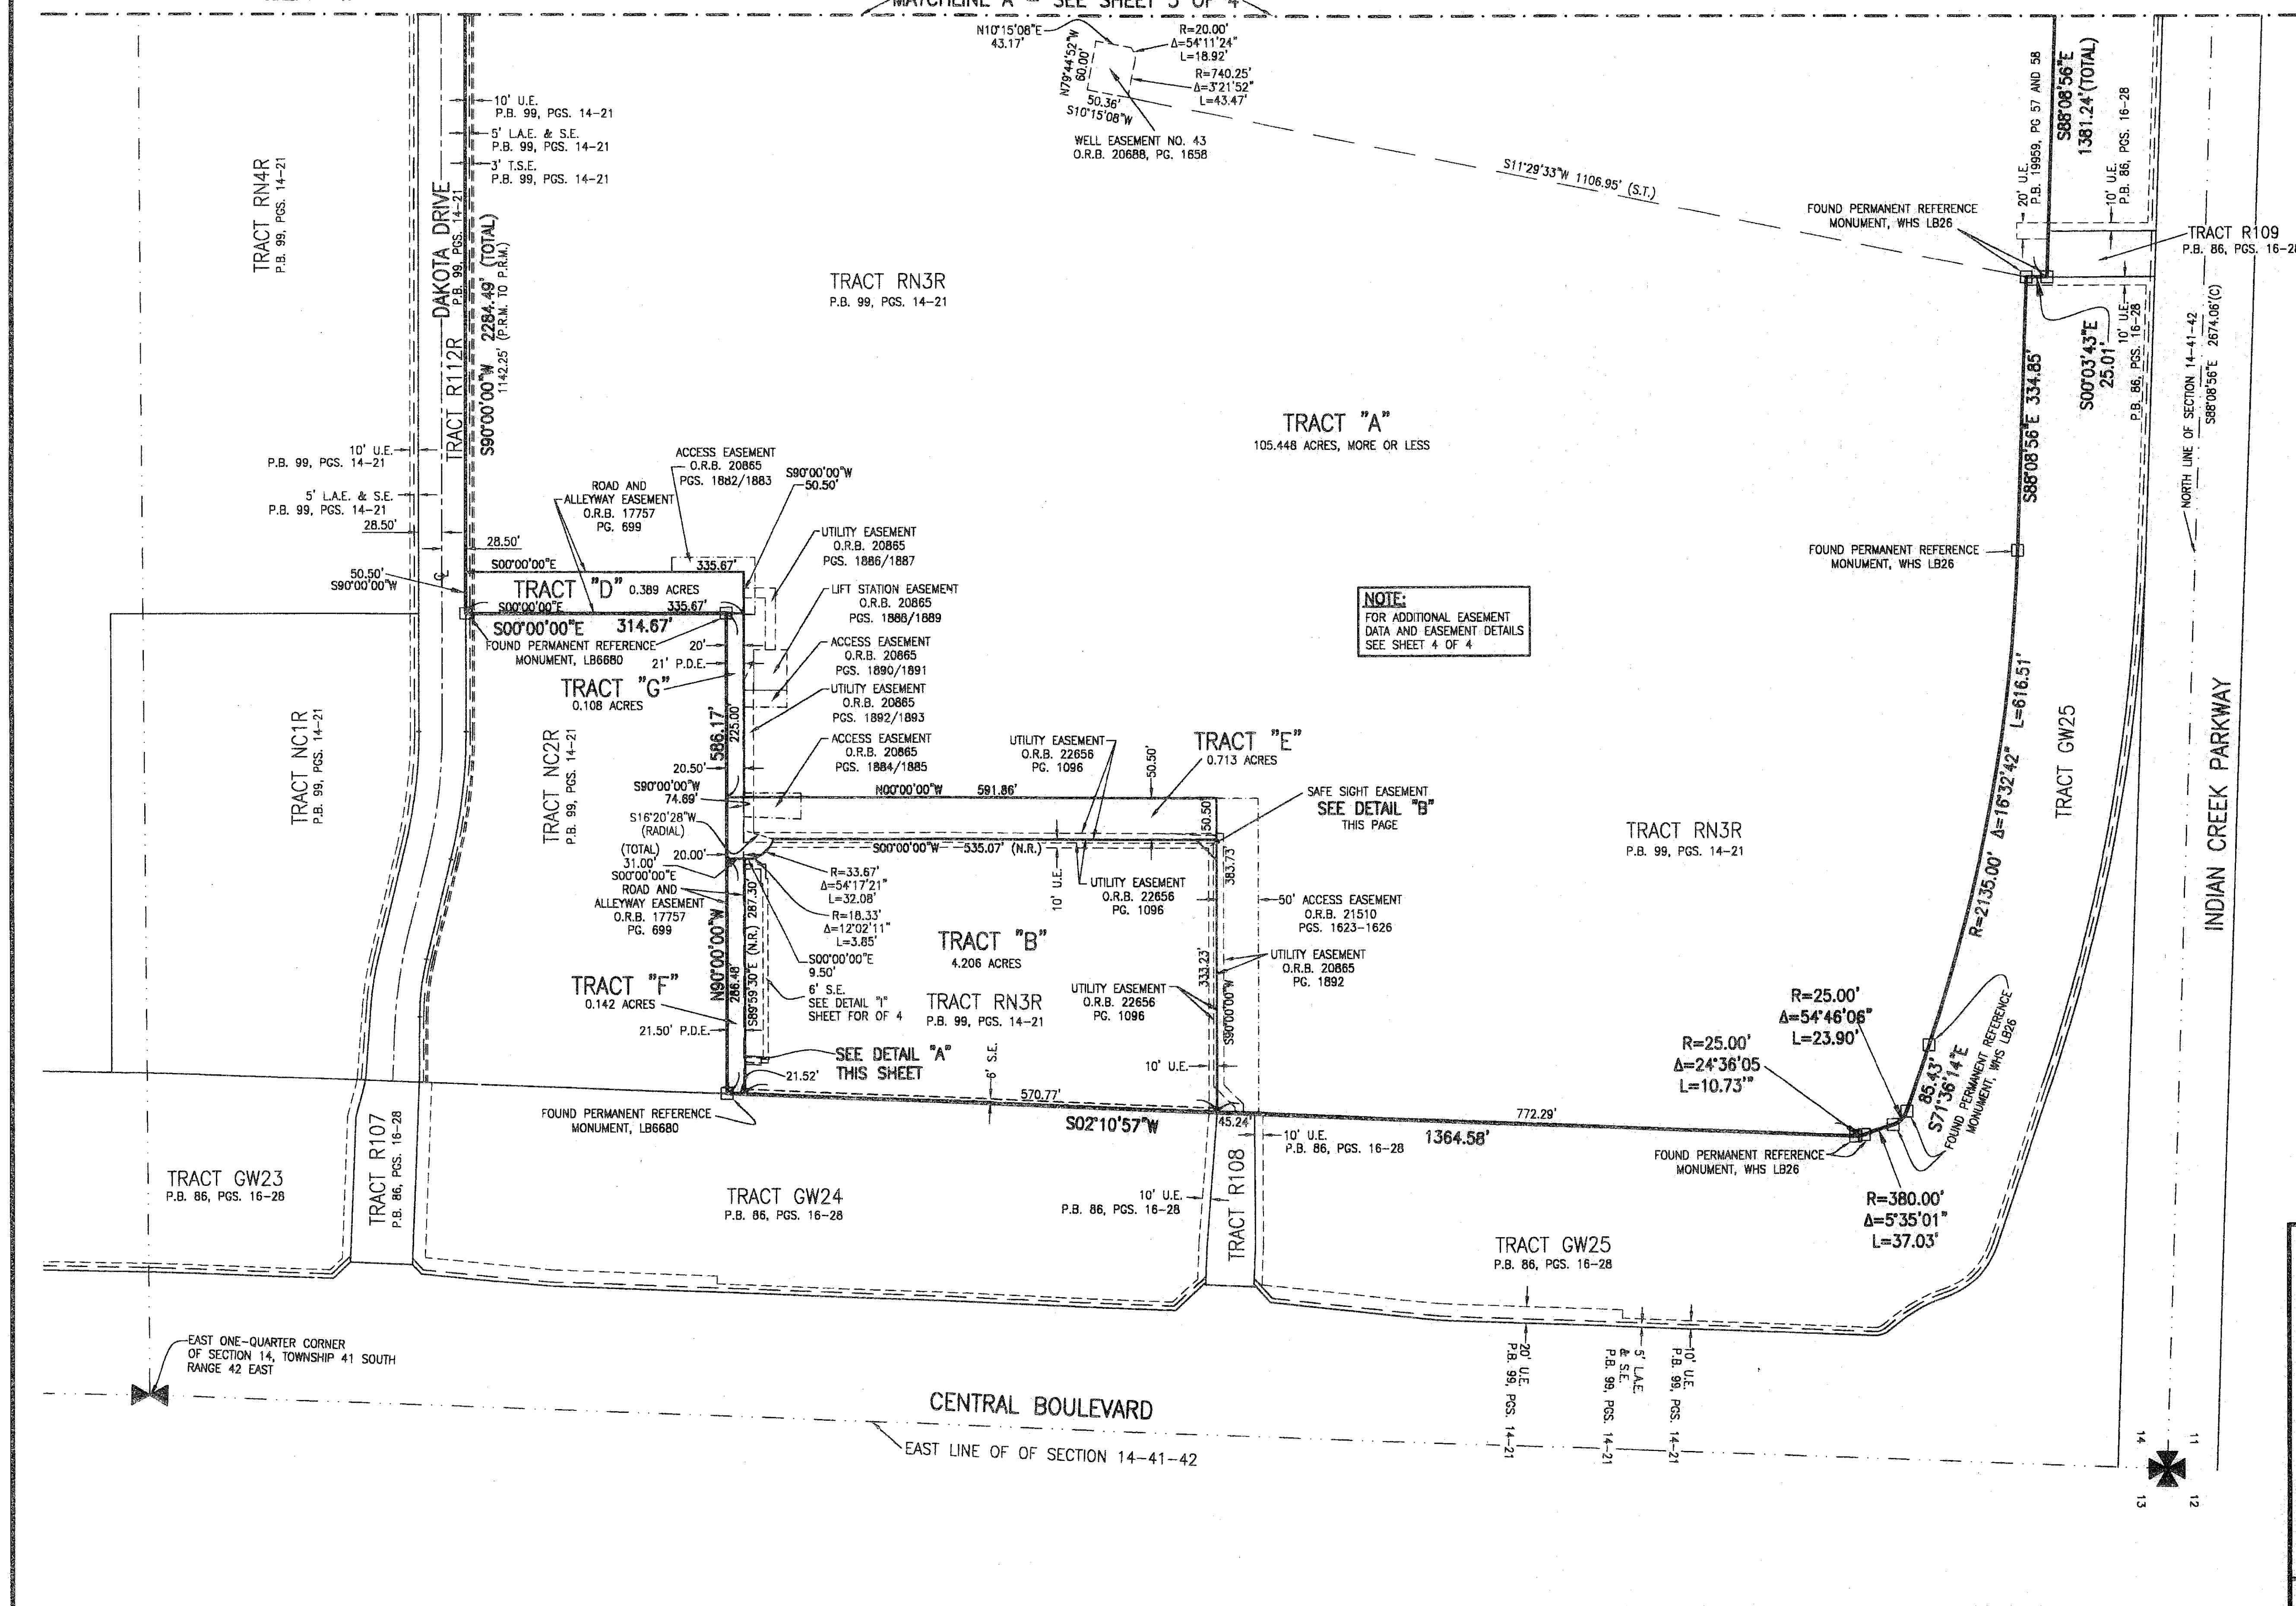 MATCHLINE A - SEE SHEET 3 OF 4
N10°15'08"E
43.17'
R=20.00'
Δ=54°11'24"
L=18.92'
N79°44'52"W
60.00'
R=740.25'
Δ=3°21'52"
L=43.47'
50.36'
S10°15'08"W
WELL EASEMENT NO. 43
O.R.B. 20688, PG. 1658
S11°29'33"W 1106.95' (S.T.)
20' U.E.
P.B. 19959, PG 57 AND 58
S88°08'56"E
1381.24'(TOTAL)
10' U.E.
P.B. 86, PGS. 16-28
FOUND PERMANENT REFERENCE
MONUMENT, WHS LB26
TRACT R109
P.B. 86, PGS. 16-28
10' U.E.
P.B. 99, PGS. 14-21
5' L.A.E. & S.E.
P.B. 99, PGS. 14-21
3' T.S.E.
P.B. 99, PGS. 14-21
TRACT RN4R
P.B. 99, PGS. 14-21
DAKOTA DRIVE
P.B. 99, PGS. 14-21
TRACT R112R
S90°00'00"W 2284.49' (TOTAL)
1142.25' (P.R.M. TO P.R.M.)
TRACT RN3R
P.B. 99, PGS. 14-21
TRACT "A"
105.448 ACRES, MORE OR LESS
S88°08'56"E 334.85'
S00°03'43"E
25.01'
10' U.E.
P.B. 86, PGS. 16-28
NORTH LINE OF SECTION 14-41-42
S88°08'56"E 2674.06'(C)
10' U.E.
P.B. 99, PGS. 14-21
5' L.A.E. & S.E.
P.B. 99, PGS. 14-21
28.50'
28.50'
50.50'
S90°00'00"W
ROAD AND
ALLEYWAY EASEMENT
O.R.B. 17757
PG. 699
ACCESS EASEMENT
O.R.B. 20865
PGS. 1882/1883
S90°00'00"W
50.50'
S00°00'00"E
335.67'
TRACT "D" 0.389 ACRES
S00°00'00"E 335.67'
S00°00'00"E 314.67'
FOUND PERMANENT REFERENCE
MONUMENT, LB6680
UTILITY EASEMENT
O.R.B. 20865
PGS. 1886/1887
LIFT STATION EASEMENT
O.R.B. 20865
PGS. 1888/1889
ACCESS EASEMENT
O.R.B. 20865
PGS. 1890/1891
UTILITY EASEMENT
O.R.B. 20865
PGS. 1892/1893
ACCESS EASEMENT
O.R.B. 20865
PGS. 1884/1885
20'
21' P.D.E.
TRACT "G"
0.108 ACRES
586.17'
225.00'
20.50'
FOUND PERMANENT REFERENCE
MONUMENT, WHS LB26
NOTE:
FOR ADDITIONAL EASEMENT
DATA AND EASEMENT DETAILS
SEE SHEET 4 OF 4
TRACT NC1R
P.B. 99, PGS. 14-21
TRACT NC2R
P.B. 99, PGS. 14-21
S90°00'00"W
74.69'
S16°20'28"W
(RADIAL)
(TOTAL)
31.00'
S00°00'00"E
20.00'
ROAD AND
ALLEYWAY EASEMENT
O.R.B. 17757
PG. 699
UTILITY EASEMENT
O.R.B. 22656
PG. 1096
TRACT "E"
0.713 ACRES
50.50'
N00°00'00"W 591.86'
50.50'
S00°00'00"W 535.07' (N.R.)
SAFE SIGHT EASEMENT
SEE DETAIL "B"
THIS PAGE
R=33.67'
Δ=54°17'21"
L=32.08'
R=18.33'
Δ=12°02'11"
L=3.85'
S00°00'00"E
9.50'
10' U.E.
UTILITY EASEMENT
O.R.B. 22656
PG. 1096
383.73'
50' ACCESS EASEMENT
O.R.B. 21510
PGS. 1623-1626
TRACT RN3R
P.B. 99, PGS. 14-21
R=2135.00' Δ=16°32'42" L=616.51'
TRACT GW25
INDIAN CREEK PARKWAY
N90°00'00"W
286.48'
S89°59'30"E (N.R.) 287.30'
TRACT "F"
0.142 ACRES
21.50' P.D.E.
6' S.E.
SEE DETAIL "I"
SHEET FOR OF 4
TRACT "B"
4.206 ACRES
TRACT RN3R
P.B. 99, PGS. 14-21
UTILITY EASEMENT
O.R.B. 22656
PG. 1096
UTILITY EASEMENT
O.R.B. 20865
PG. 1892
333.23'
S90°00'00"W
10' U.E.
SEE DETAIL "A"
THIS SHEET
21.52'
6' S.E.
570.77'
S02°10'57"W
45.24'
772.29'
1364.58'
FOUND PERMANENT REFERENCE
MONUMENT, LB6680
R=25.00'
Δ=54°46'06"
L=23.90'
R=25.00'
Δ=24°36'05
L=10.73'"
85.43'
S71°36'14"E
FOUND PERMANENT REFERENCE
MONUMENT, WHS LB26
FOUND PERMANENT REFERENCE
MONUMENT, WHS LB26
R=380.00'
Δ=5°35'01"
L=37.03'
TRACT GW23
P.B. 86, PGS. 16-28
TRACT R107
P.B. 86, PGS. 16-28
TRACT GW24
P.B. 86, PGS. 16-28
10' U.E.
P.B. 86, PGS. 16-28
10' U.E.
P.B. 86, PGS. 16-28
TRACT R108
TRACT GW25
P.B. 86, PGS. 16-28
20' U.E.
P.B. 99, PGS. 14-21
5' L.A.E.
& S.E.
P.B. 99, PGS. 14-21
10' U.E.
P.B. 99, PGS. 14-21
EAST ONE-QUARTER CORNER
OF SECTION 14, TOWNSHIP 41 SOUTH
RANGE 42 EAST
CENTRAL BOULEVARD
EAST LINE OF OF SECTION 14-41-42
14
11
13
12